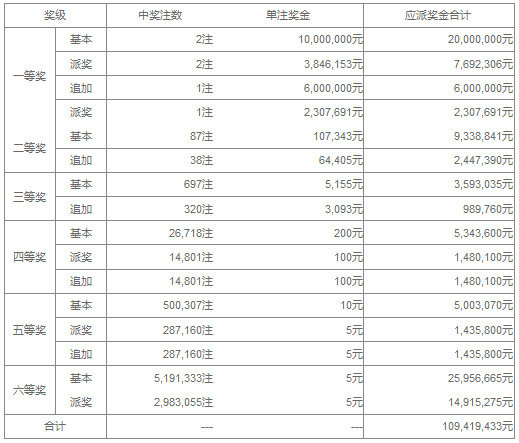 奖级 中奖注数 单注奖金 应派奖金合计
一等奖 基本 2注 10,000,000元 20,000,000元
派奖 2注 3,846,153元 7,692,306元
追加 1注 6,000,000元 6,000,000元
派奖 1注 2,307,691元 2,307,691元
二等奖 基本 87注 107,343元 9,338,841元
追加 38注 64,405元 2,447,390元
三等奖 基本 697注 5,155元 3,593,035元
追加 320注 3,093元 989,760元
四等奖 基本 26,718注 200元 5,343,600元
派奖 14,801注 100元 1,480,100元
追加 14,801注 100元 1,480,100元
五等奖 基本 500,307注 10元 5,003,070元
派奖 287,160注 5元 1,435,800元
追加 287,160注 5元 1,435,800元
六等奖 基本 5,191,333注 5元 25,956,665元
派奖 2,983,055注 5元 14,915,275元
合计 --- --- 109,419,433元